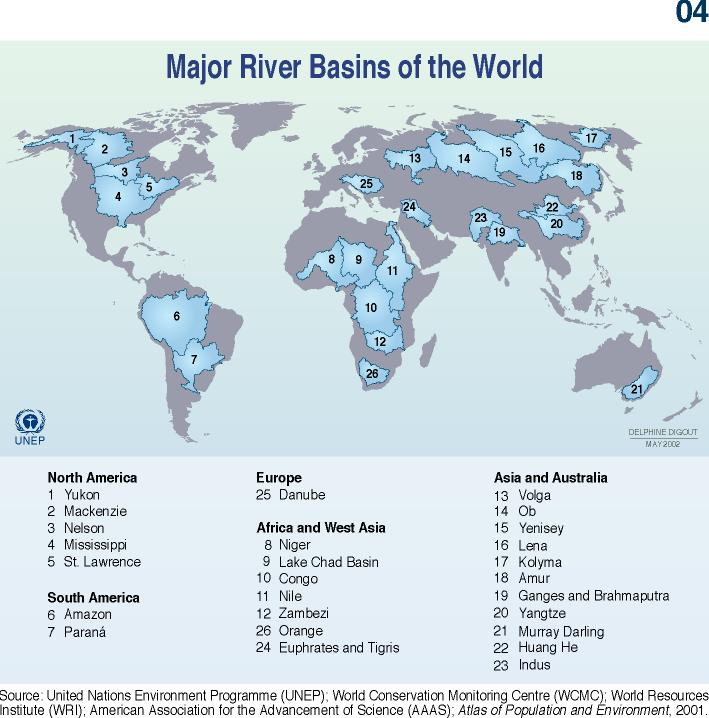 04
Major River Basins of the World
1
2
3
4
5
6
7
8
9
10
11
12
13
14
15
16
17
18
19
20
21
22
23
24
25
26
UNEP
DELPHINE DIGOUT
MAY 2002
North America
1 Yukon
2 Mackenzie
3 Nelson
4 Mississippi
5 St. Lawrence
South America
6 Amazon
7 Paraná
Europe
25 Danube
Africa and West Asia
8 Niger
9 Lake Chad Basin
10 Congo
11 Nile
12 Zambezi
26 Orange
24 Euphrates and Tigris
Asia and Australia
13 Volga
14 Ob
15 Yenisey
16 Lena
17 Kolyma
18 Amur
19 Ganges and Brahmaputra
20 Yangtze
21 Murray Darling
22 Huang He
23 Indus
Source: United Nations Environment Programme (UNEP); World Conservation Monitoring Centre (WCMC); World Resources
Institute (WRI); American Association for the Advancement of Science (AAAS); Atlas of Population and Environment, 2001.